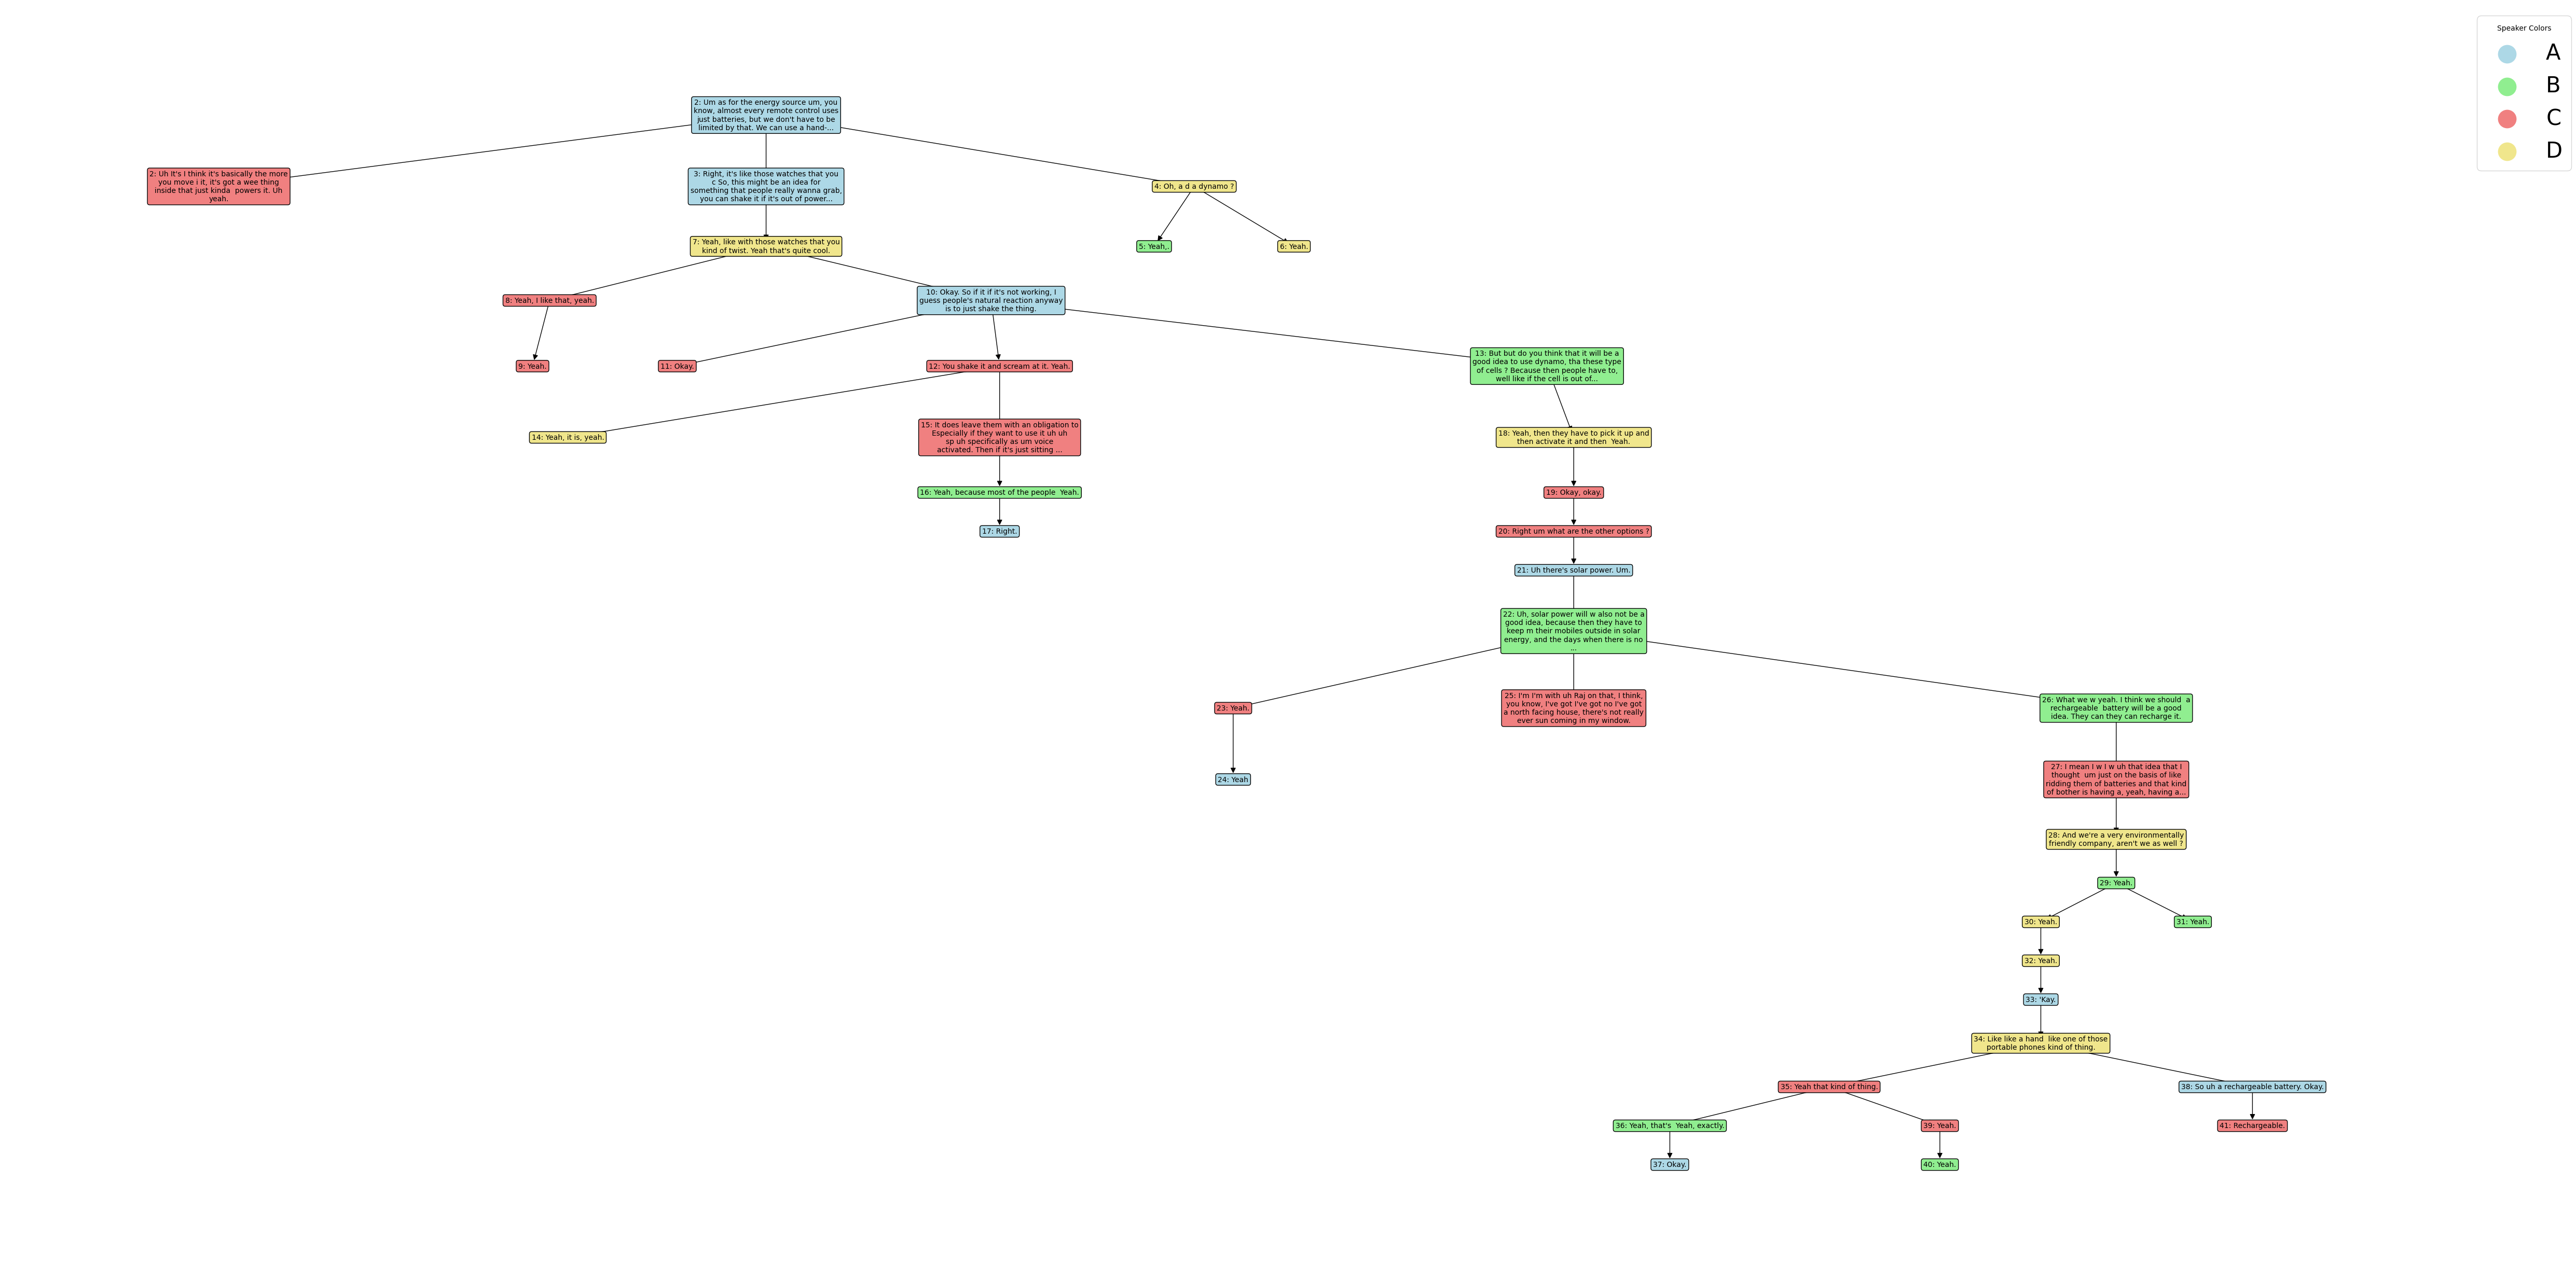 Speaker Colors
A
B
C
D
2: Um as for the energy source um, you
know, almost every remote control uses
just batteries, but we don't have to be
limited by that. We can use a hand-...
2: Uh It's I think it's basically the more
you move i it, it's got a wee thing
inside that just kinda  powers it. Uh
yeah.
3: Right, it's like those watches that you
c So, this might be an idea for
something that people really wanna grab,
you can shake it if it's out of power...
4: Oh, a d a dynamo ?
7: Yeah, like with those watches that you
kind of twist. Yeah that's quite cool.
5: Yeah,.
6: Yeah.
8: Yeah, I like that, yeah.
10: Okay. So if it if it's not working, I
guess people's natural reaction anyway
is to just shake the thing.
9: Yeah.
11: Okay.
12: You shake it and scream at it. Yeah.
13: But but do you think that it will be a
good idea to use dynamo, tha these type
of cells ? Because then people have to,
well like if the cell is out of...
14: Yeah, it is, yeah.
15: It does leave them with an obligation to
Especially if they want to use it uh uh
sp uh specifically as um voice
activated. Then if it's just sitting ...
18: Yeah, then they have to pick it up and
then activate it and then  Yeah.
16: Yeah, because most of the people  Yeah.
19: Okay, okay.
17: Right.
20: Right um what are the other options ?
21: Uh there's solar power. Um.
22: Uh, solar power will w also not be a
good idea, because then they have to
keep m their mobiles outside in solar
energy, and the days when there is no
...
23: Yeah.
25: I'm I'm with uh Raj on that, I think,
you know, I've got I've got no I've got
a north facing house, there's not really
ever sun coming in my window.
26: What we w yeah. I think we should  a
rechargeable  battery will be a good
idea. They can they can recharge it.
24: Yeah
27: I mean I w I w uh that idea that I
thought  um just on the basis of like
ridding them of batteries and that kind
of bother is having a, yeah, having a...
28: And we're a very environmentally
friendly company, aren't we as well ?
29: Yeah.
30: Yeah.
31: Yeah.
32: Yeah.
33: 'Kay.
34: Like like a hand  like one of those
portable phones kind of thing.
35: Yeah that kind of thing.
38: So uh a rechargeable battery. Okay.
36: Yeah, that's  Yeah, exactly.
39: Yeah.
41: Rechargeable.
37: Okay.
40: Yeah.